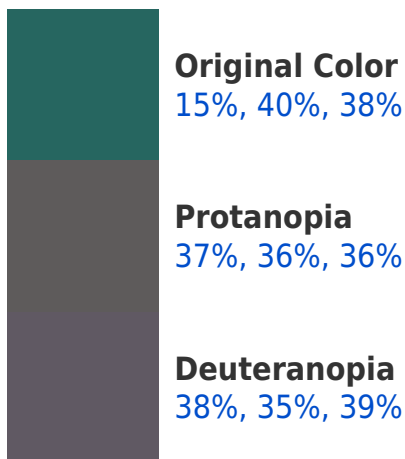 Original Color
15%, 40%, 38%
Protanopia
37%, 36%, 36%
Deuteranopia
38%, 35%, 39%